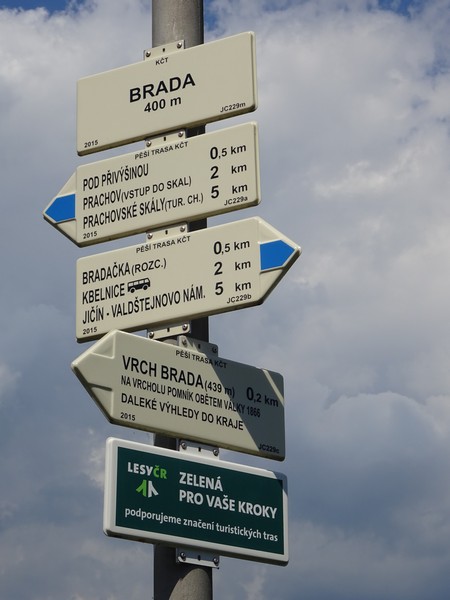 KČT
BRADA
400 m
2015 JC229m
PĚŠÍ TRASA KČT
POD PŘIVÝŠINOU 0,5 km
PRACHOV (VSTUP DO SKAL) 2 km
PRACHOVSKÉ SKÁLY (TUR. CH.) 5 km
2015 JC229a
PĚŠÍ TRASA KČT
BRADAČKA (ROZC.) 0,5 km
KBELNICE 2 km
JIČÍN - VALDŠTEJNOVO NÁM. 5 km
2015 JC229b
PĚŠÍ TRASA KČT
VRCH BRADA (439 m) 0,2 km
NA VRCHOLU POMNÍK OBĚTEM VÁLKY 1866
DALEKÉ VÝHLEDY DO KRAJE
2015 JC229c
LESY ČR
ZELENÁ
PRO VAŠE KROKY
podporujeme značení turistických tras